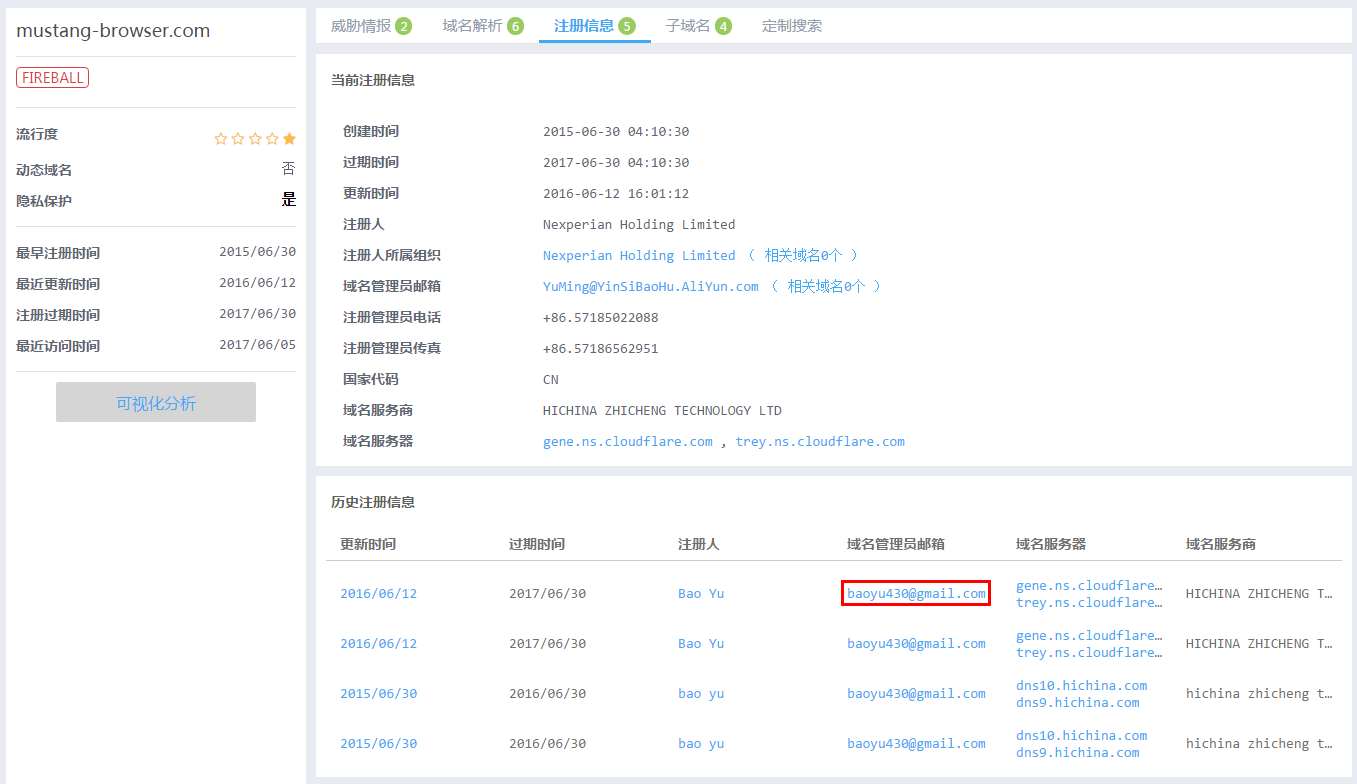 mustang-browser.com
FIREBALL
流行度
动态域名 否
隐私保护 是
最早注册时间 2015/06/30
最近更新时间 2016/06/12
注册过期时间 2017/06/30
最近访问时间 2017/06/05
可视化分析
威胁情报 2 域名解析 6 注册信息 5 子域名 4 定制搜索
当前注册信息
创建时间 2015-06-30 04:10:30
过期时间 2017-06-30 04:10:30
更新时间 2016-06-12 16:01:12
注册人 Nexperian Holding Limited
注册人所属组织 Nexperian Holding Limited ( 相关域名0个 )
域名管理员邮箱 YuMing@YinSiBaoHu.AliYun.com ( 相关域名0个 )
注册管理员电话 +86.57185022088
注册管理员传真 +86.57186562951
国家代码 CN
域名服务商 HICHINA ZHICHENG TECHNOLOGY LTD
域名服务器 gene.ns.cloudflare.com , trey.ns.cloudflare.com
历史注册信息
更新时间 过期时间 注册人 域名管理员邮箱 域名服务器 域名服务商
2016/06/12 2017/06/30 Bao Yu baoyu430@gmail.com gene.ns.cloudflare… HICHINA ZHICHENG T…
trey.ns.cloudflare…
2016/06/12 2017/06/30 Bao Yu baoyu430@gmail.com gene.ns.cloudflare… HICHINA ZHICHENG T…
trey.ns.cloudflare…
2015/06/30 2016/06/30 bao yu baoyu430@gmail.com dns10.hichina.com hichina zhicheng t…
dns9.hichina.com
2015/06/30 2016/06/30 bao yu baoyu430@gmail.com dns10.hichina.com hichina zhicheng t…
dns9.hichina.com